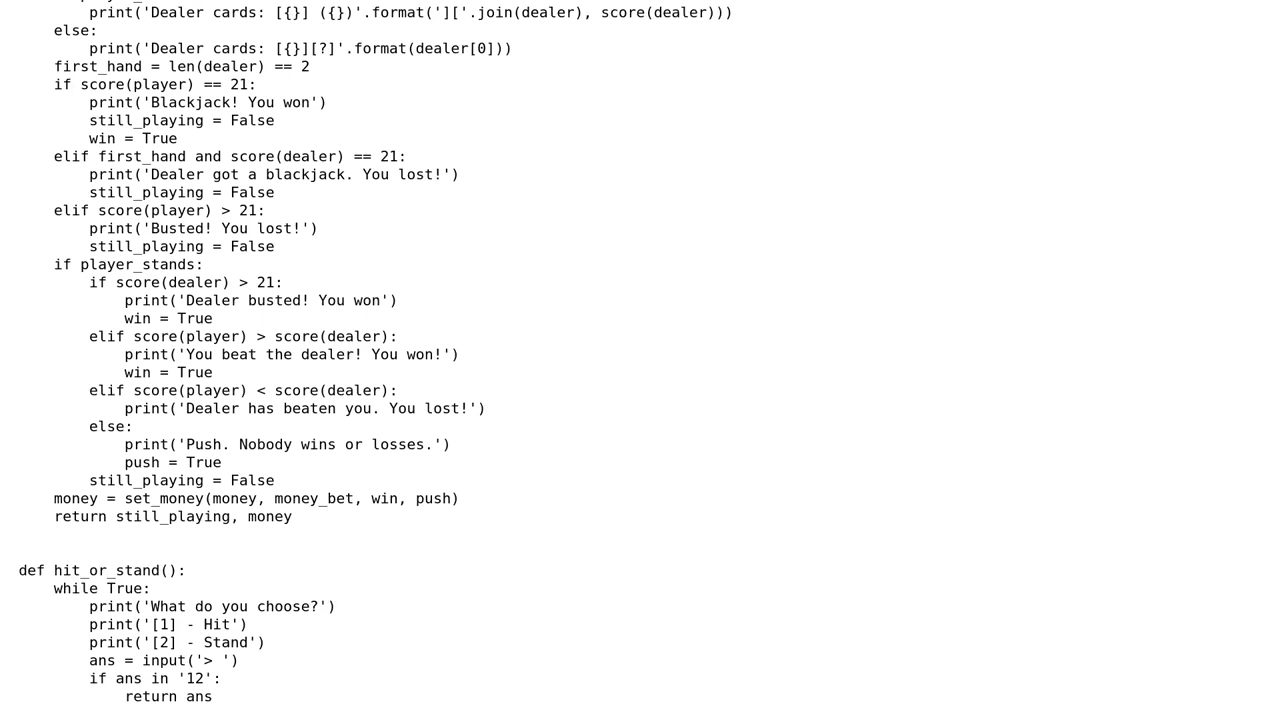 print('Dealer cards: [{}] ({})'.format(']['.join(dealer), score(dealer)))
else:
print('Dealer cards: [{}][?]'.format(dealer[0]))
first_hand = len(dealer) == 2
if score(player) == 21:
print('Blackjack! You won')
still_playing = False
win = True
elif first_hand and score(dealer) == 21:
print('Dealer got a blackjack. You lost!')
still_playing = False
elif score(player) > 21:
print('Busted! You lost!')
still_playing = False
if player_stands:
if score(dealer) > 21:
print('Dealer busted! You won')
win = True
elif score(player) > score(dealer):
print('You beat the dealer! You won!')
win = True
elif score(player) < score(dealer):
print('Dealer has beaten you. You lost!')
else:
print('Push. Nobody wins or losses.')
push = True
still_playing = False
money = set_money(money, money_bet, win, push)
return still_playing, money
def hit_or_stand():
while True:
print('What do you choose?')
print('[1] - Hit')
print('[2] - Stand')
ans = input('> ')
if ans in '12':
return ans